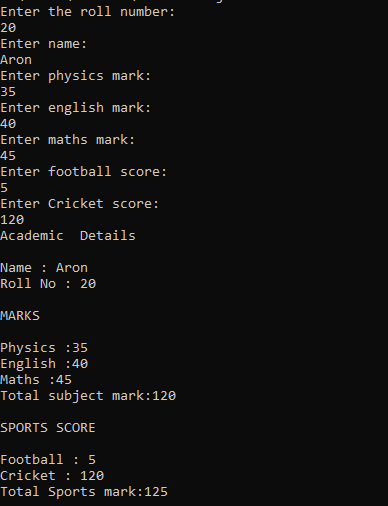 Enter the roll number:
20
Enter name:
Aron
Enter physics mark:
35
Enter english mark:
40
Enter maths mark:
45
Enter football score:
5
Enter Cricket score:
120
Academic  Details
Name : Aron
Roll No : 20
MARKS
Physics :35
English :40
Maths :45
Total subject mark:120
SPORTS SCORE
Football : 5
Cricket : 120
Total Sports mark:125